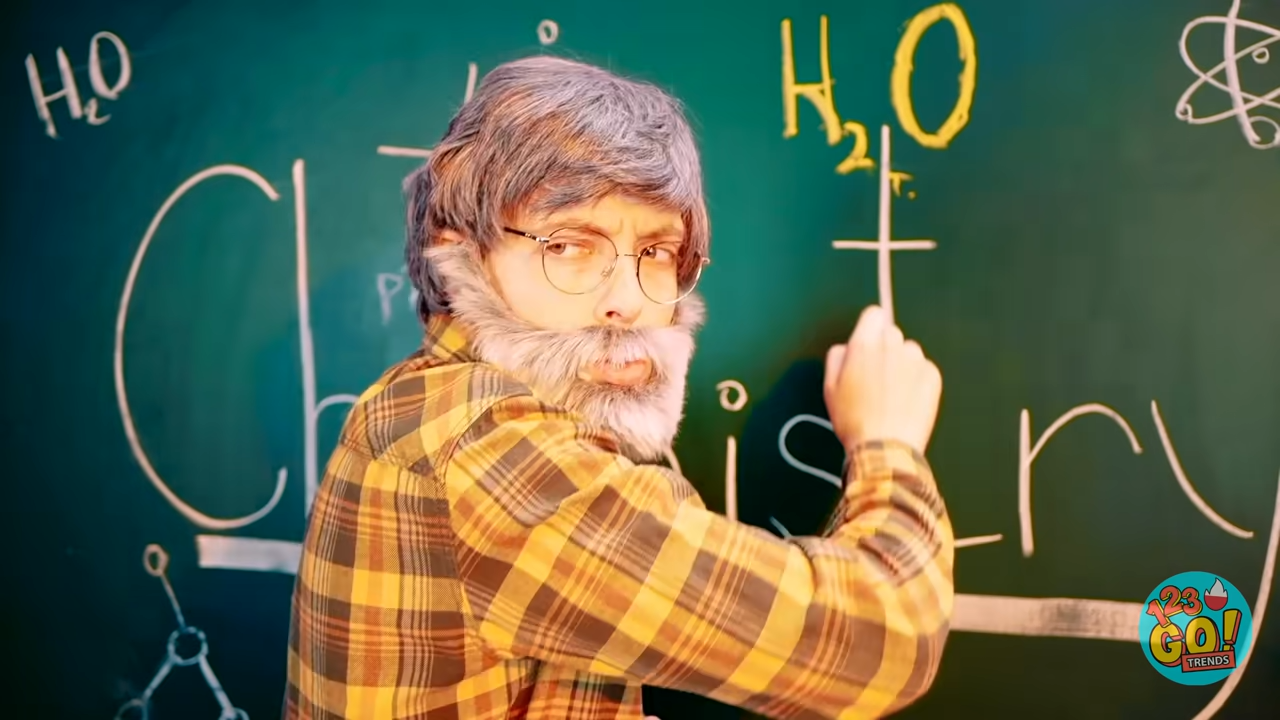 H₂O
H₂O
T.
Ch istry
123
GO!
TRENDS